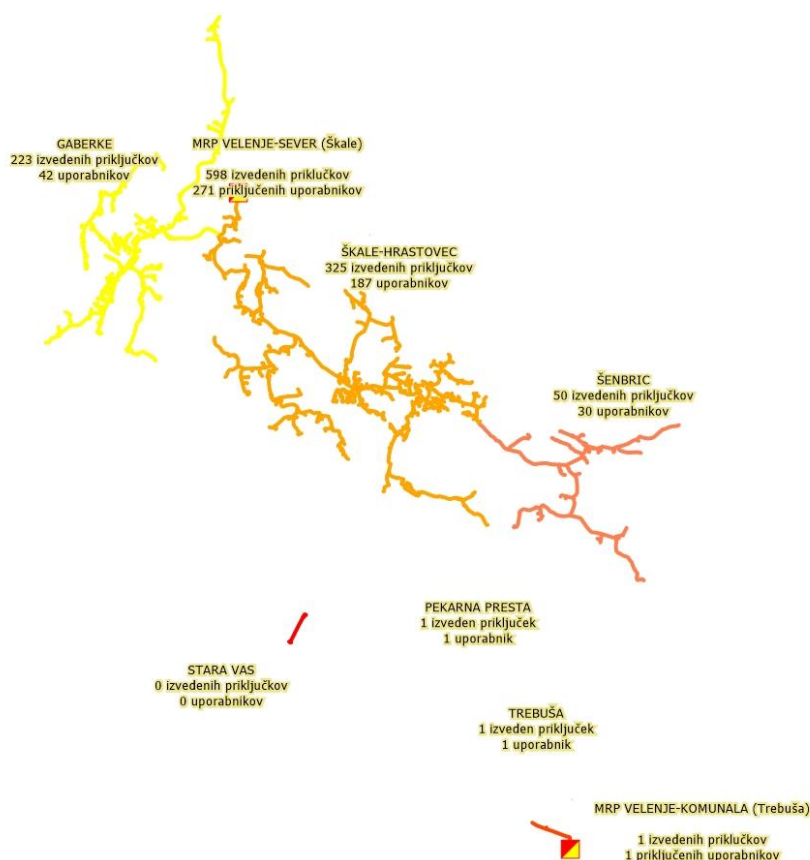 GABERKE
223 izvedenih priključkov
42 uporabnikov
MRP VELENJE-SEVER (Škale)
598 izvedenih priklučkov
271 priključenih uporabnikov
ŠKALE-HRASTOVEC
325 izvedenih priključkov
187 uporabnikov
ŠENBRIC
50 izvedenih priključkov
30 uporabnikov
PEKARNA PRESTA
1 izveden priključek
1 uporabnik
STARA VAS
0 izvedenih priključkov
0 uporabnikov
TREBUŠA
1 izveden priključek
1 uporabnik
MRP VELENJE-KOMUNALA (Trebuša)
1 izvedenih priklučkov
1 priključenih uporabnikov